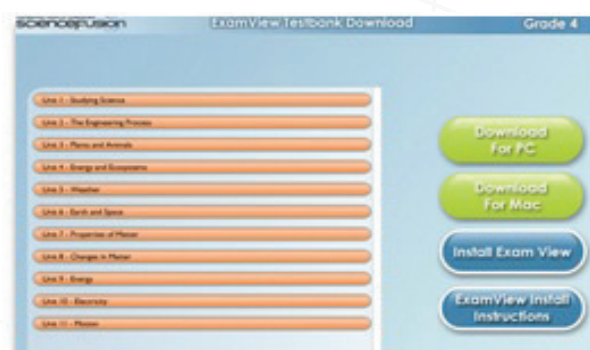 sciencefusion
ExamView Testbank Download
Grade 4
Unit 1 - Studying Science
Unit 2 - The Engineering Process
Unit 3 - Plants and Animals
Unit 4 - Energy and Ecosystems
Unit 5 - Weather
Unit 6 - Earth and Space
Unit 7 - Properties of Matter
Unit 8 - Changes in Matter
Unit 9 - Energy
Unit 10 - Electricity
Unit 11 - Motion
Download
For PC
Download
For Mac
Install Exam View
ExamView Install
Instructions